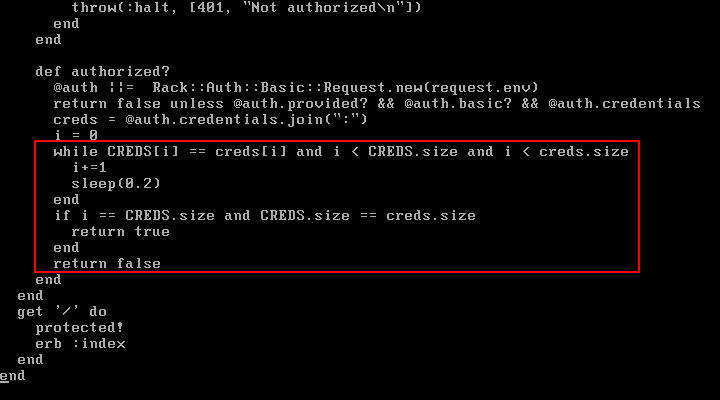 throw(:halt, [401, "Not authorized\n"])
end
end
def authorized?
@auth ||=  Rack::Auth::Basic::Request.new(request.env)
return false unless @auth.provided? && @auth.basic? && @auth.credentials
creds = @auth.credentials.join(":")
i = 0
while CREDS[i] == creds[i] and i < CREDS.size and i < creds.size
i+=1
sleep(0.2)
end
if i == CREDS.size and CREDS.size == creds.size
return true
end
return false
end
end
get '/' do
protected!
erb :index
end
end